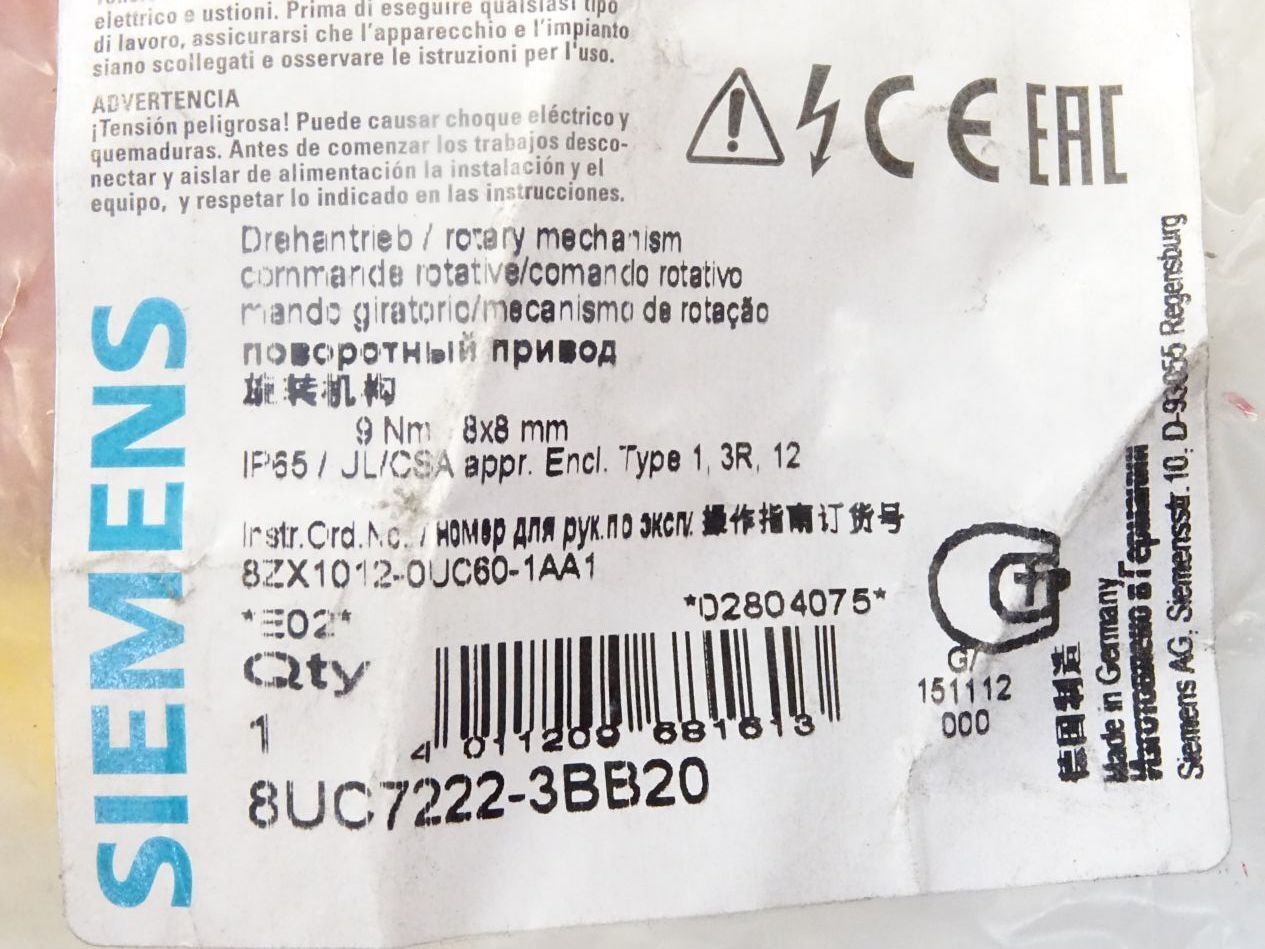 elettrico e ustioni. Prima di eseguire qualsiasi tipo
di lavoro, assicurarsi che l'apparecchio e l'impianto
siano scollegati e osservare le istruzioni per l'uso.
ADVERTENCIA
¡Tensión peligrosa! Puede causar choque eléctrico y
quemaduras. Antes de comenzar los trabajos desco-
nectar y aislar de alimentación la instalación y el
equipo, y respetar lo indicado en las instrucciones.
CE EAC
Drehantrieb / rotary mechanism
commande rotative/comando rotativo
mando giratorio/mecanismo de rotação
поворотный привод
旋转机构
9 Nm 8x8 mm
IP65 / UL/CSA appr. Encl. Type 1, 3R, 12
Instr.Ord.No. / номер для рук.по эксп. 操作指南订货号
8ZX1012-0UC60-1AA1
*E02* *D2804075*
Qty
1
4 011209 681613
8UC7222-3BB20
SIEMENS
G/
151112
000
德国制造
Made in Germany
Изготовлено в Германии
Siemens AG, Siemensstr. 10, D-93055 Regensburg